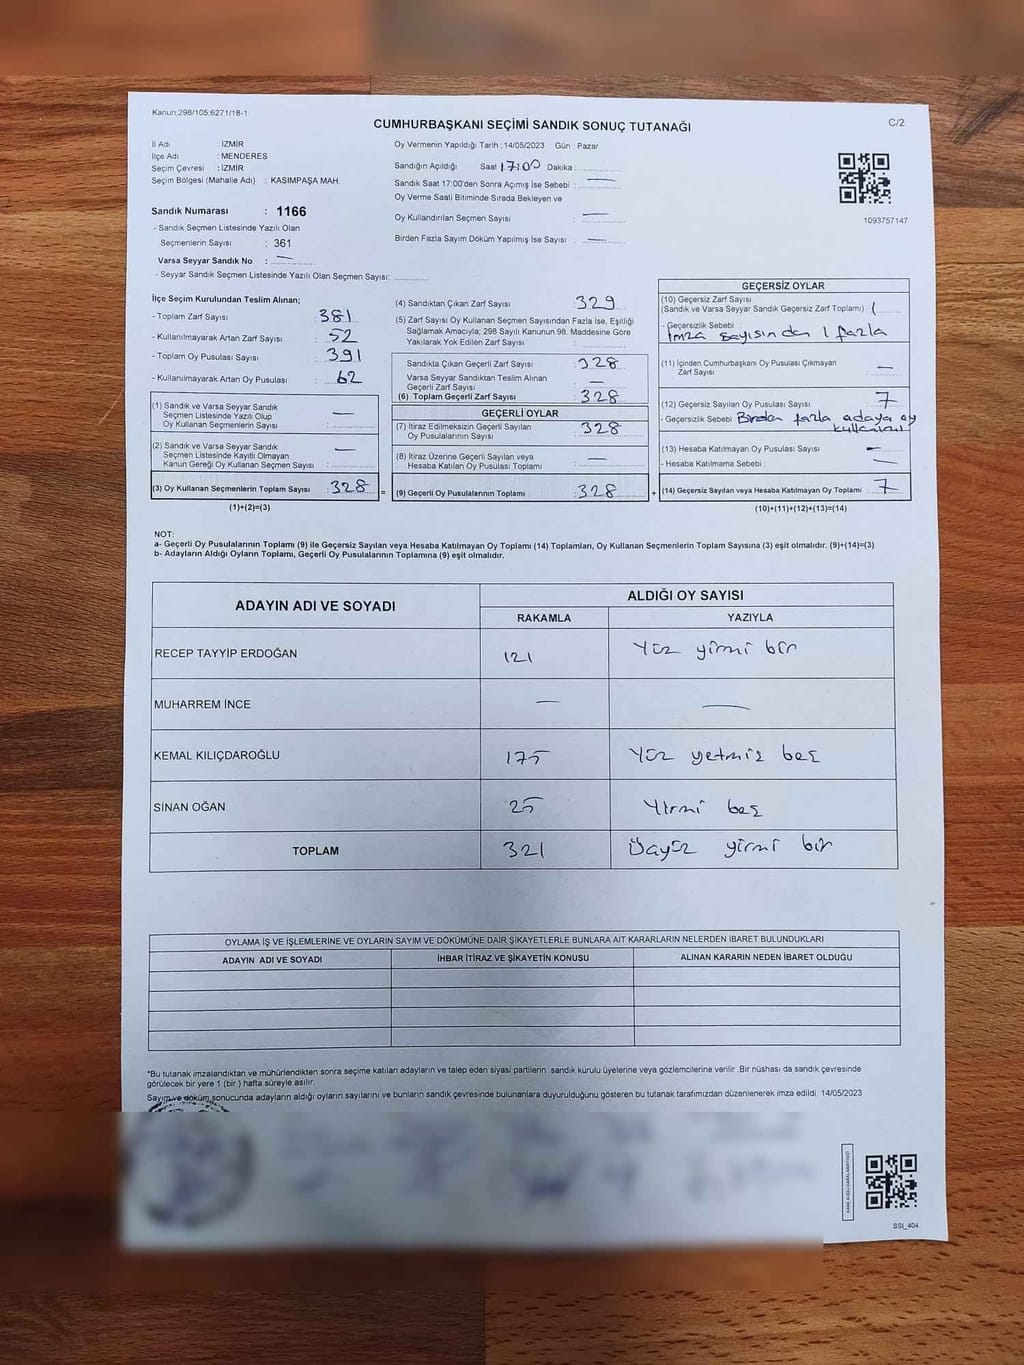 Kanun;298/105;6271/18-1
CUMHURBAŞKANI SEÇİMİ SANDIK SONUÇ TUTANAĞI
C/2
İl Adı : İZMİR
İlçe Adı : MENDERES
Seçim Çevresi : İZMİR
Seçim Bölgesi (Mahalle Adı) : KASIMPAŞA MAH.
Sandık Numarası : 1166
- Sandık Seçmen Listesinde Yazılı Olan
Seçmenlerin Sayısı : 361
Varsa Seyyar Sandık No : —
- Seyyar Sandık Seçmen Listesinde Yazılı Olan Seçmen Sayısı:
Oy Vermenin Yapıldığı Tarih : 14/05/2023 Gün : Pazar
Sandığın Açıldığı Saat 17:00 Dakika :
Sandık Saat 17:00'den Sonra Açımış İse Sebebi : —
Oy Verme Saati Bitiminde Sırada Bekleyen ve
Oy Kullandırılan Seçmen Sayısı : —
Birden Fazla Sayım Döküm Yapılmış İse Sayısı : —
1093757147
İlçe Seçim Kurulundan Teslim Alınan;
- Toplam Zarf Sayısı : 381
- Kullanılmayarak Artan Zarf Sayısı : 52
- Toplam Oy Pusulası Sayısı : 391
- Kullanılmayarak Artan Oy Pusulası : 62
(1) Sandık ve Varsa Seyyar Sandık
Seçmen Listesinde Yazılı Olup
Oy Kullanan Seçmenlerin Sayısı : —
(2) Sandık ve Varsa Seyyar Sandık
Seçmen Listesinde Kayıtlı Olmayan
Kanun Gereği Oy Kullanan Seçmen Sayısı : —
(3) Oy Kullanan Seçmenlerin Toplam Sayısı : 328
(1)+(2)=(3)
(4) Sandıktan Çıkan Zarf Sayısı : 329
(5) Zarf Sayısı Oy Kullanan Seçmen Sayısından Fazla İse, Eşitliği
Sağlamak Amacıyla; 298 Sayılı Kanunun 98. Maddesine Göre
Yakılarak Yok Edilen Zarf Sayısı :
Sandıkta Çıkan Geçerli Zarf Sayısı : 328
Varsa Seyyar Sandıktan Teslim Alınan
Geçerli Zarf Sayısı : —
(6) Toplam Geçerli Zarf Sayısı : 328
GEÇERLİ OYLAR
(7) İtiraz Edilmeksizin Geçerli Sayılan
Oy Pusulalarının Sayısı : 328
(8) İtiraz Üzerine Geçerli Sayılan veya
Hesaba Katılan Oy Pusulası Toplamı : —
= (9) Geçerli Oy Pusulalarının Toplamı : 328 +
GEÇERSİZ OYLAR
(10) Geçersiz Zarf Sayısı
(Sandık ve Varsa Seyyar Sandık Geçersiz Zarf Toplamı) : 1
- Geçersizlik Sebebi
imza sayısından 1 fazla
(11) İçinden Cumhurbaşkanı Oy Pusulası Çıkmayan
Zarf Sayısı : —
(12) Geçersiz Sayılan Oy Pusulası Sayısı : 7
- Geçersizlik Sebebi Birden fazla adaya oy
kullanımı
(13) Hesaba Katılmayan Oy Pusulası Sayısı : —
- Hesaba Katılmama Sebebi : —
(14) Geçersiz Sayılan veya Hesaba Katılmayan Oy Toplamı : 7
(10)+(11)+(12)+(13)=(14)
NOT:
a- Geçerli Oy Pusulalarının Toplamı (9) ile Geçersiz Sayılan veya Hesaba Katılmayan Oy Toplamı (14) Toplamları, Oy Kullanan Seçmenlerin Toplam Sayısına (3) eşit olmalıdır. (9)+(14)=(3)
b- Adayların Aldığı Oyların Toplamı, Geçerli Oy Pusulalarının Toplamına (9) eşit olmalıdır.
ADAYIN ADI VE SOYADI
ALDIĞI OY SAYISI
RAKAMLA YAZIYLA
RECEP TAYYİP ERDOĞAN 121 Yüz yirmi bir
MUHARREM İNCE — —
KEMAL KILIÇDAROĞLU 175 Yüz yetmiş beş
SİNAN OĞAN 25 Yirmi beş
TOPLAM 321 Üçyüz yirmi bir
OYLAMA İŞ VE İŞLEMLERİNE VE OYLARIN SAYIM VE DÖKÜMÜNE DAİR ŞİKAYETLERLE BUNLARA AİT KARARLARIN NELERDEN İBARET BULUNDUKLARI
ADAYIN ADI VE SOYADI İHBAR İTİRAZ VE ŞİKAYETİN KONUSU ALINAN KARARIN NEDEN İBARET OLDUĞU
*Bu tutanak imzalandıktan ve mühürlendikten sonra seçime katılan adayların ve talep eden siyasi partilerin, sandık kurulu üyelerine veya gözlemcilerine verilir .Bir nüshası da sandık çevresinde
görülecek bir yere 1 (bir ) hafta süreyle asılır.
Sayım ve döküm sonucunda adayların aldığı oyların sayılarını ve bunların sandık çevresinde bulunanlara duyurulduğunu gösteren bu tutanak tarafımızdan düzenlenerek imza edildi. 14/05/2023
SSI_404